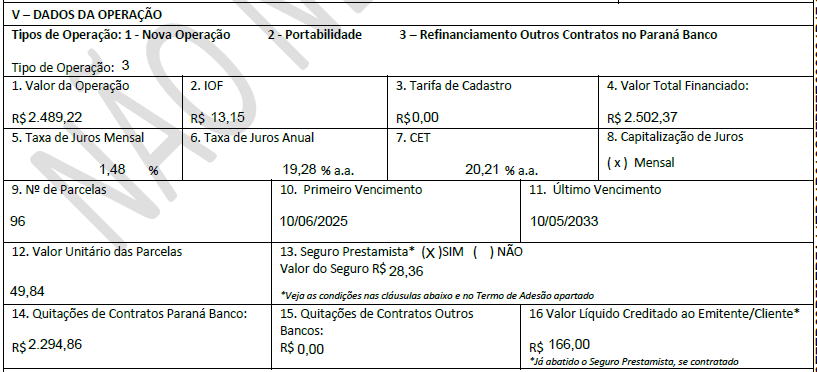 V – DADOS DA OPERAÇÃO
Tipos de Operação: 1 - Nova Operação 2 - Portabilidade 3 – Refinanciamento Outros Contratos no Paraná Banco
Tipo de Operação: 3
1. Valor da Operação 2. IOF 3. Tarifa de Cadastro 4. Valor Total Financiado:
R$ 2.489,22 R$ 13,15 R$ 0,00 R$ 2.502,37
5. Taxa de Juros Mensal 6. Taxa de Juros Anual 7. CET 8. Capitalização de Juros
1,48 % 19,28 % a.a. 20,21 % a.a. ( x ) Mensal
9. Nº de Parcelas 10. Primeiro Vencimento 11. Último Vencimento
96 10/06/2025 10/05/2033
12. Valor Unitário das Parcelas 13. Seguro Prestamista* (X )SIM ( ) NÃO
Valor do Seguro R$ 28,36
49,84 *Veja as condições nas cláusulas abaixo e no Termo de Adesão apartado
14. Quitações de Contratos Paraná Banco: 15. Quitações de Contratos Outros Bancos: 16 Valor Líquido Creditado ao Emitente/Cliente*
R$ 2.294,86 R$ 0,00 R$ 166,00
*Já abatido o Seguro Prestamista, se contratado
NÃO